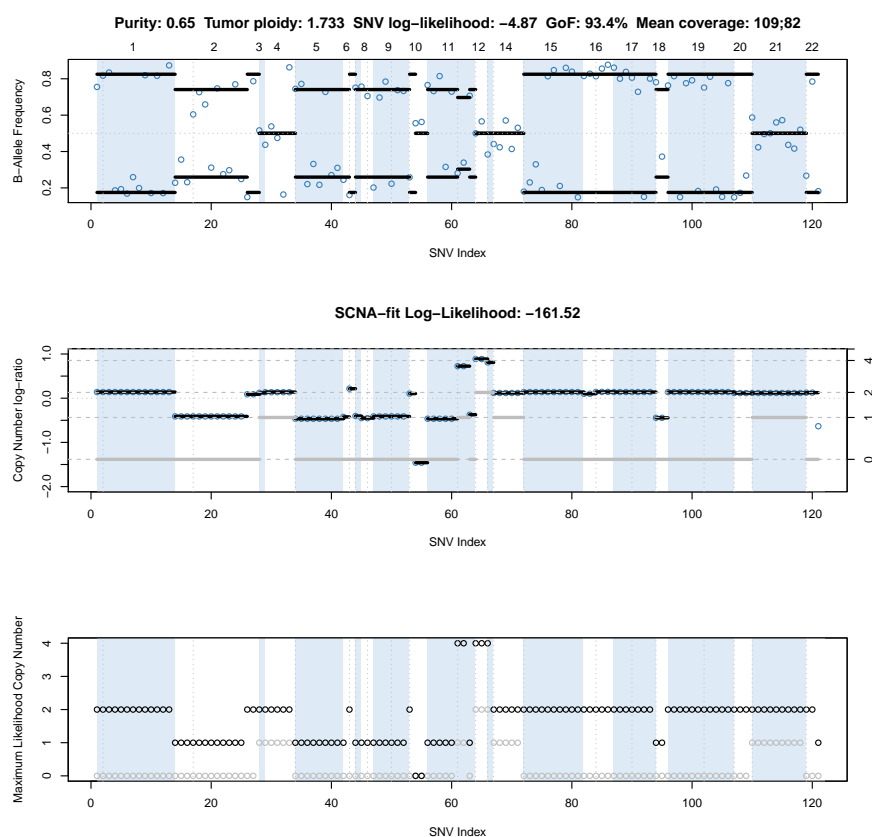 Purity: 0.65 Tumor ploidy: 1.733 SNV log−likelihood: −4.87 GoF: 93.4% Mean coverage: 109;82
1 2 3 4 5 6 8 9 10 11 12 14 15 16 17 18 19 20 21 22
B−Allele Frequency
0.8
0.6
0.4
0.2
0 20 40 60 80 100 120
SNV Index
SCNA−fit Log−Likelihood: −161.52
Copy Number log−ratio
1.0
0.0
−1.0
−2.0
4
2
1
0
0 20 40 60 80 100 120
SNV Index
Maximum Likelihood Copy Number
4
3
2
1
0
0 20 40 60 80 100 120
SNV Index